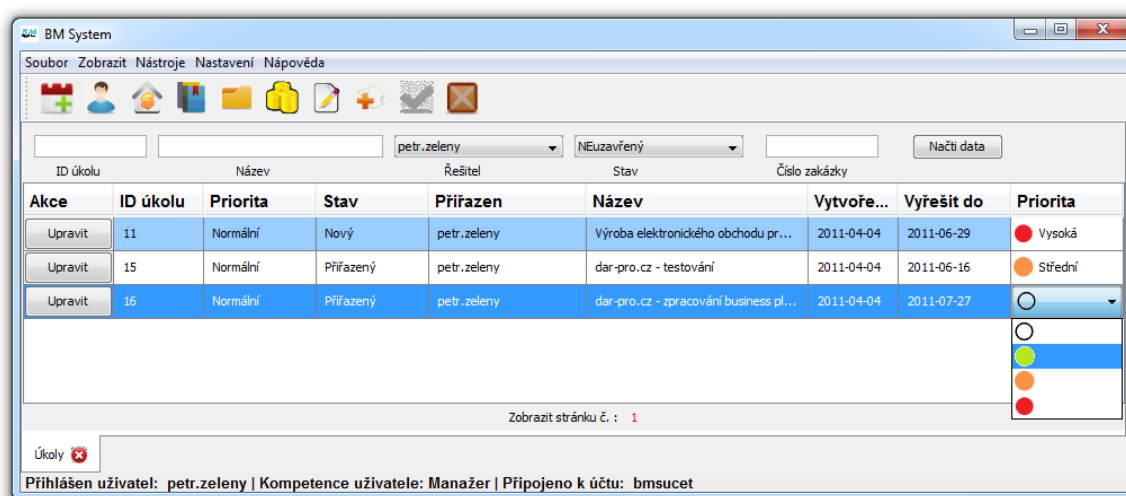 BM System
Soubor Zobrazit Nástroje Nastavení Nápověda
petr.zeleny NEuzavřený Načti data
ID úkolu Název Řešitel Stav Číslo zakázky
Akce ID úkolu Priorita Stav Přiřazen Název Vytvoře... Vyřešit do Priorita
Upravit 11 Normální Nový petr.zeleny Výroba elektronického obchodu pr... 2011-04-04 2011-06-29 Vysoká
Upravit 15 Normální Přiřazený petr.zeleny dar-pro.cz - testování 2011-04-04 2011-06-16 Střední
Upravit 16 Normální Přiřazený petr.zeleny dar-pro.cz - zpracování business pl... 2011-04-04 2011-07-27
Zobrazit stránku č. : 1
Úkoly
Přihlášen uživatel: petr.zeleny | Kompetence uživatele: Manažer | Připojeno k účtu: bmsucet